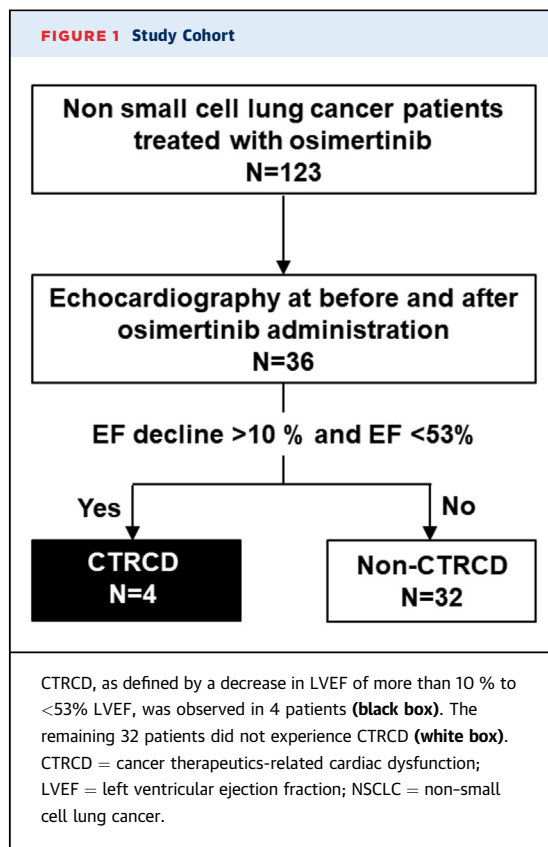 FIGURE 1 Study Cohort
Non small cell lung cancer patients
treated with osimertinib
N=123
Echocardiography at before and after
osimertinib administration
N=36
EF decline >10 % and EF <53%
Yes
No
CTRCD
N=4
Non-CTRCD
N=32
CTRCD, as defined by a decrease in LVEF of more than 10 % to
<53% LVEF, was observed in 4 patients (black box). The
remaining 32 patients did not experience CTRCD (white box).
CTRCD = cancer therapeutics-related cardiac dysfunction;
LVEF = left ventricular ejection fraction; NSCLC = non-small
cell lung cancer.